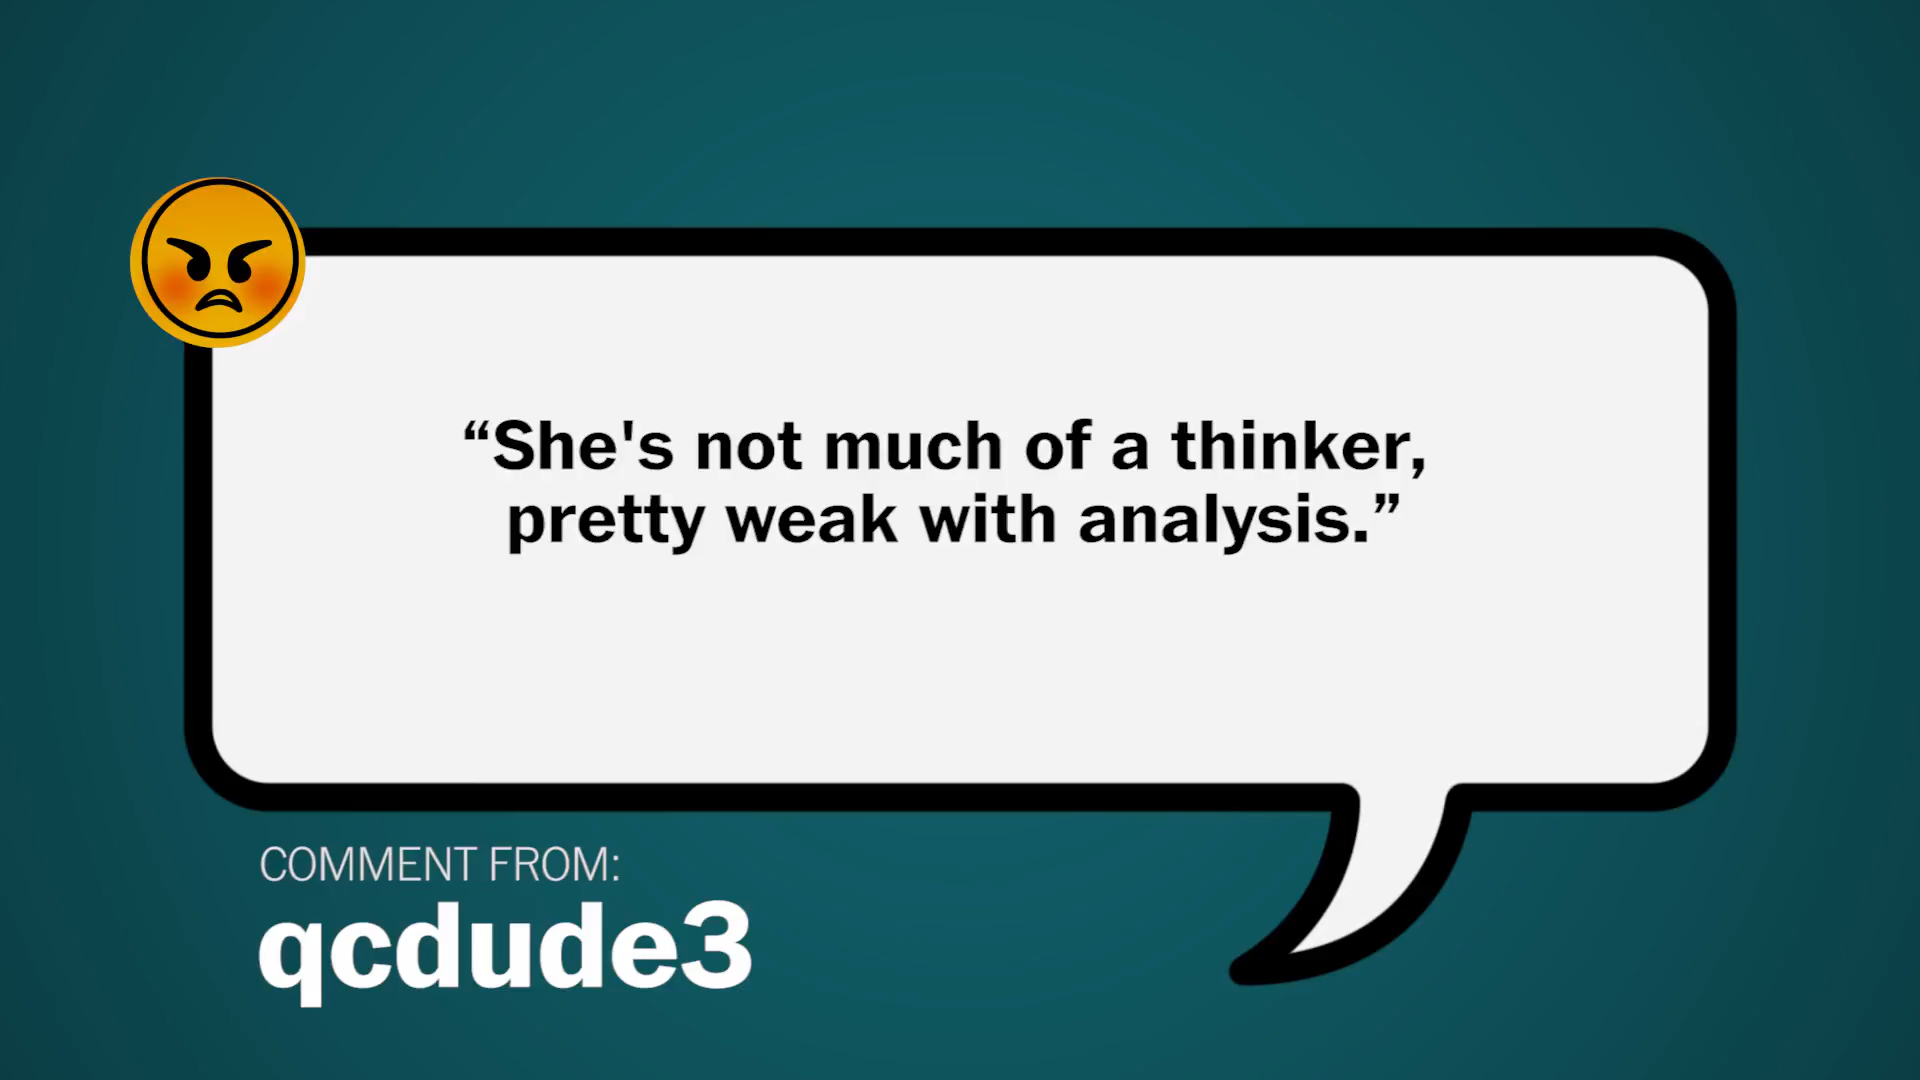 “She's not much of a thinker,
pretty weak with analysis.”
COMMENT FROM:
qcdude3